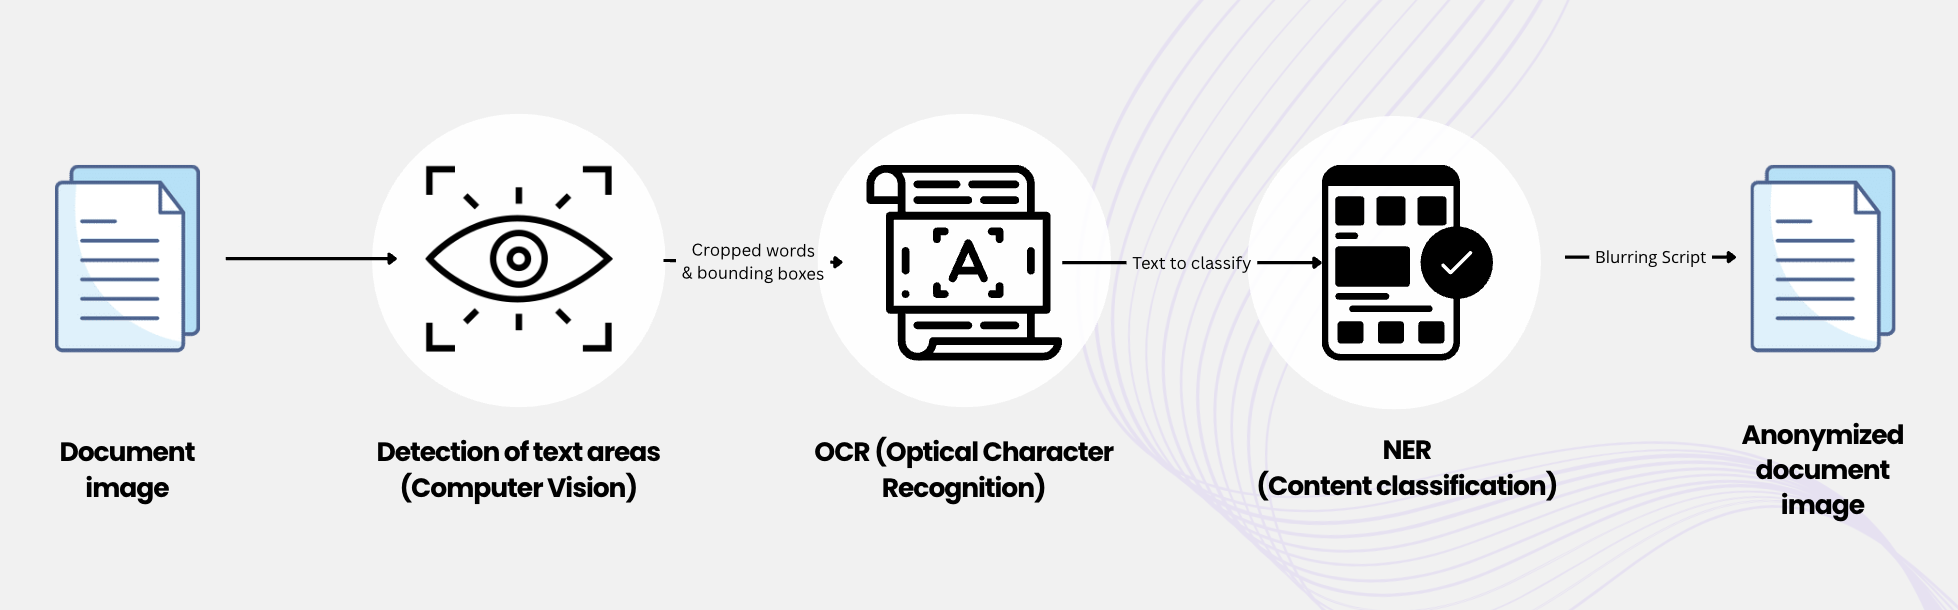 Document
image
Detection of text areas
(Computer Vision)
Cropped words
& bounding boxes
A
OCR (Optical Character
Recognition)
Text to classify
NER
(Content classification)
Blurring Script
Anonymized
document
image